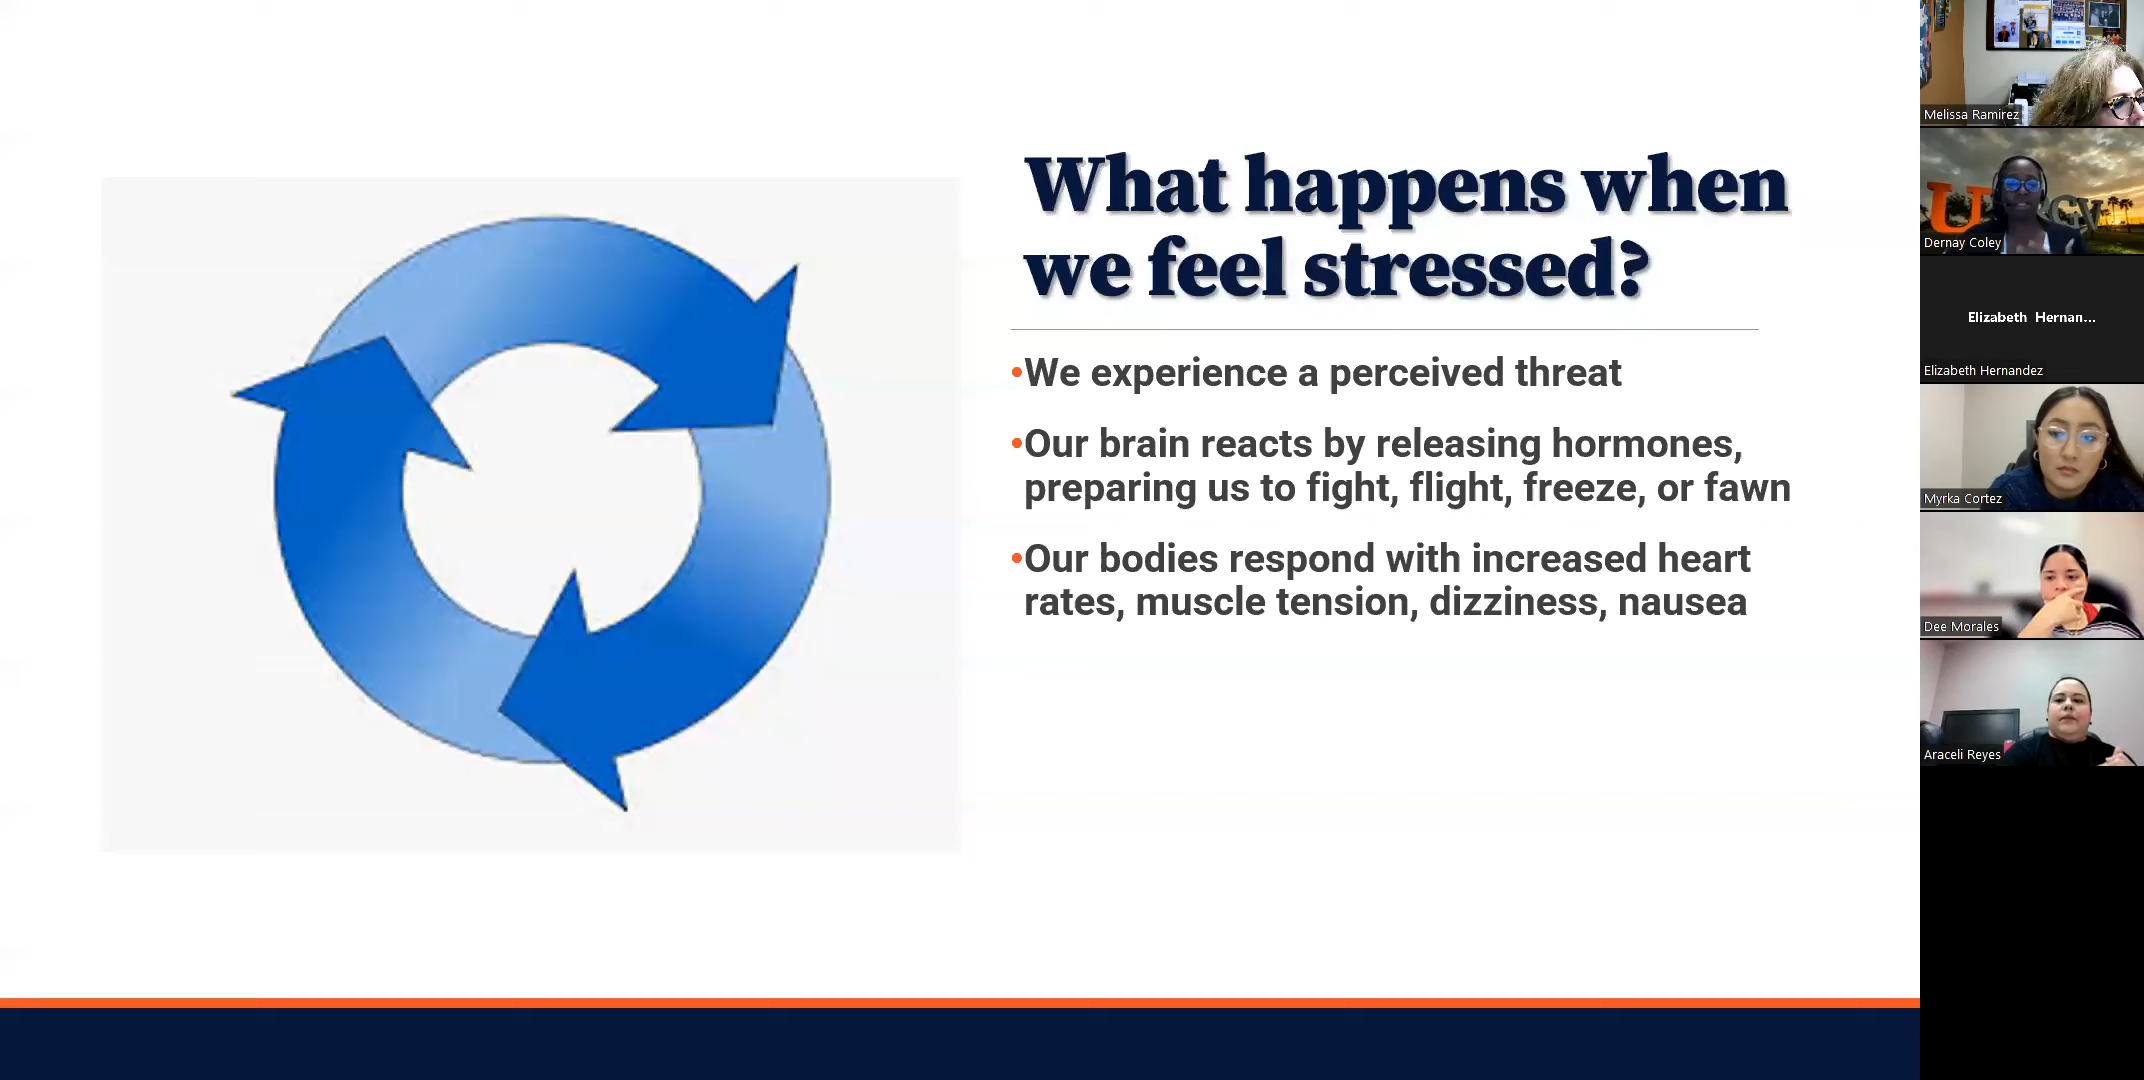 What happens when
we feel stressed?
•We experience a perceived threat
•Our brain reacts by releasing hormones,
preparing us to fight, flight, freeze, or fawn
•Our bodies respond with increased heart
rates, muscle tension, dizziness, nausea
Melissa Ramirez
Dernay Coley
Elizabeth Hernan...
Elizabeth Hernandez
Myrka Cortez
Dee Morales
Araceli Reyes